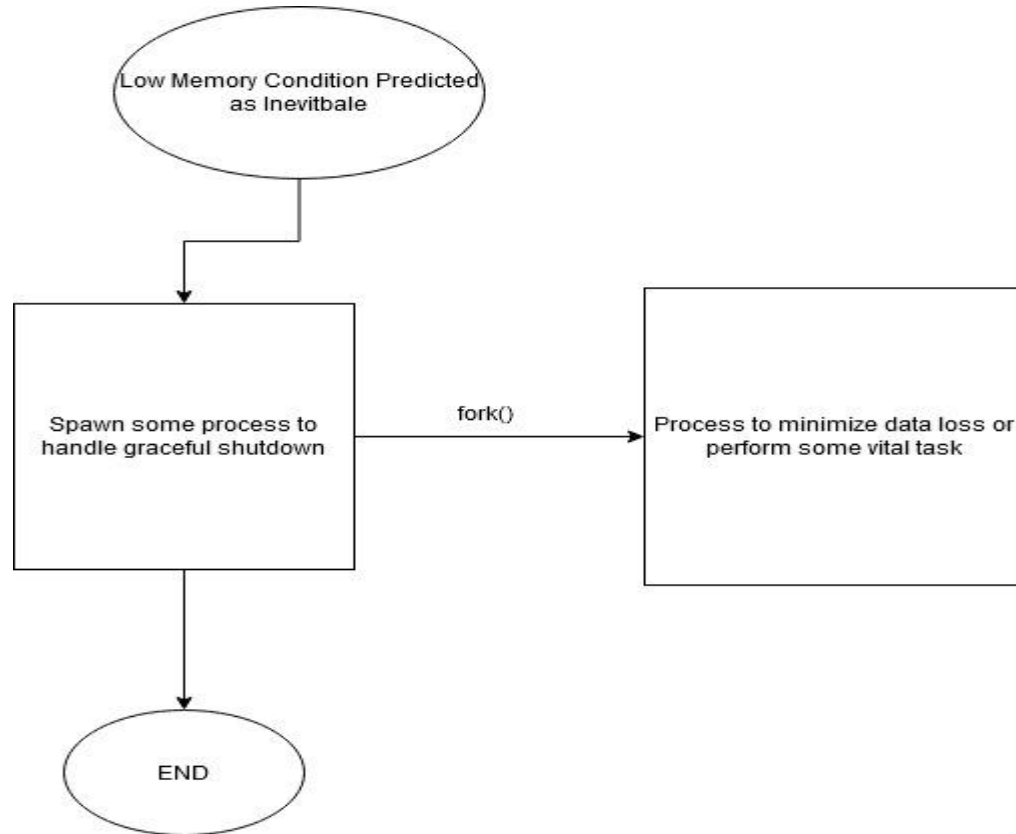 Low Memory Condition Predicted
as Inevitbale
Spawn some process to
handle graceful shutdown
fork()
Process to minimize data loss or
perform some vital task
END